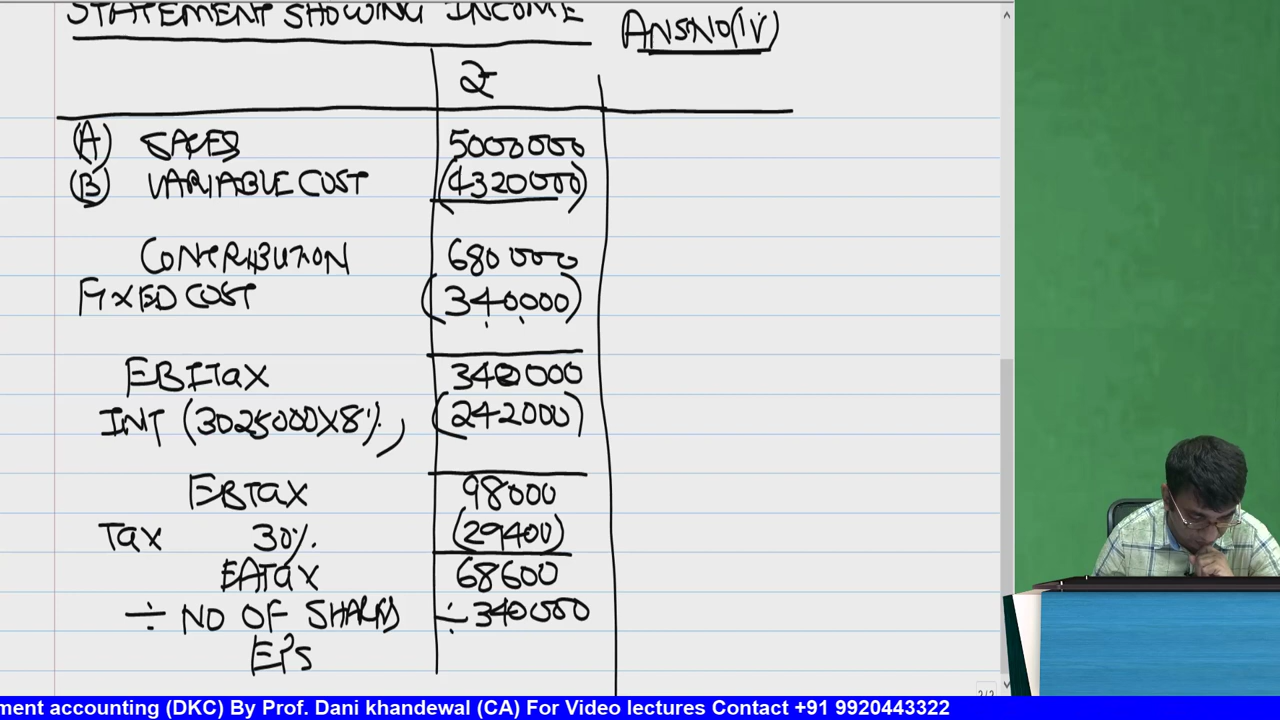 STATEMENT SHOWING INCOME
ANSNO(IV)
₹
(A) SALES 5000000
(B) VARIABLE COST (4320000)
CONTRIBUTION 680000
FIXED COST (340000)
EBITAX 340000
INT (3025000X8%) (242000)
EBTAX 98000
TAX 30% (29400)
EATAX 68600
÷ NO OF SHARES ÷340000
EPS
ment accounting (DKC) By Prof. Dani khandewal (CA) For Video lectures Contact +91 9920443322